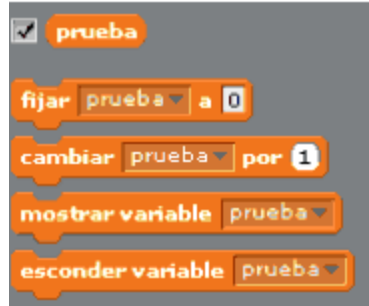 prueba
fijar prueba a 0
cambiar prueba por 1
mostrar variable prueba
esconder variable prueba